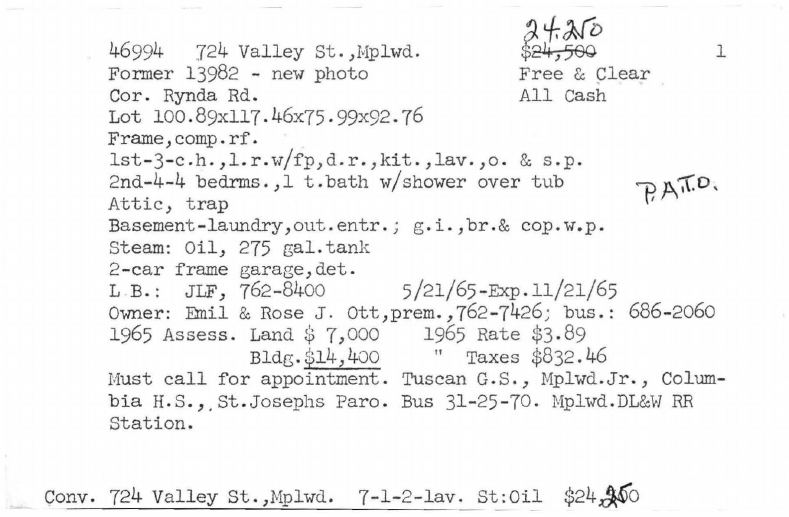 24.250
46994 724 Valley St.,Mplwd. $24,500 1
Former 13982 - new photo Free & Clear
Cor. Rynda Rd. All Cash
Lot 100.89x117.46x75.99x92.76
Frame,comp.rf.
1st-3-c.h.,l.r.w/fp,d.r.,kit.,lav.,o. & s.p.
2nd-4-4 bedrms.,1 t.bath w/shower over tub
P.A.T.O.
Attic, trap
Basement-laundry,out.entr.; g.i.,br.& cop.w.p.
Steam: Oil, 275 gal.tank
2-car frame garage,det.
L.B.: JLF, 762-8400 5/21/65-Exp.11/21/65
Owner: Emil & Rose J. Ott,prem.,762-7426; bus.: 686-2060
1965 Assess. Land $ 7,000 1965 Rate $3.89
Bldg.$14,400 " Taxes $832.46
Must call for appointment. Tuscan G.S., Mplwd.Jr., Colum-
bia H.S., St.Josephs Paro. Bus 31-25-70. Mplwd.DL&W RR
Station.
Conv. 724 Valley St.,Mplwd. 7-1-2-lav. St:Oil $24,250